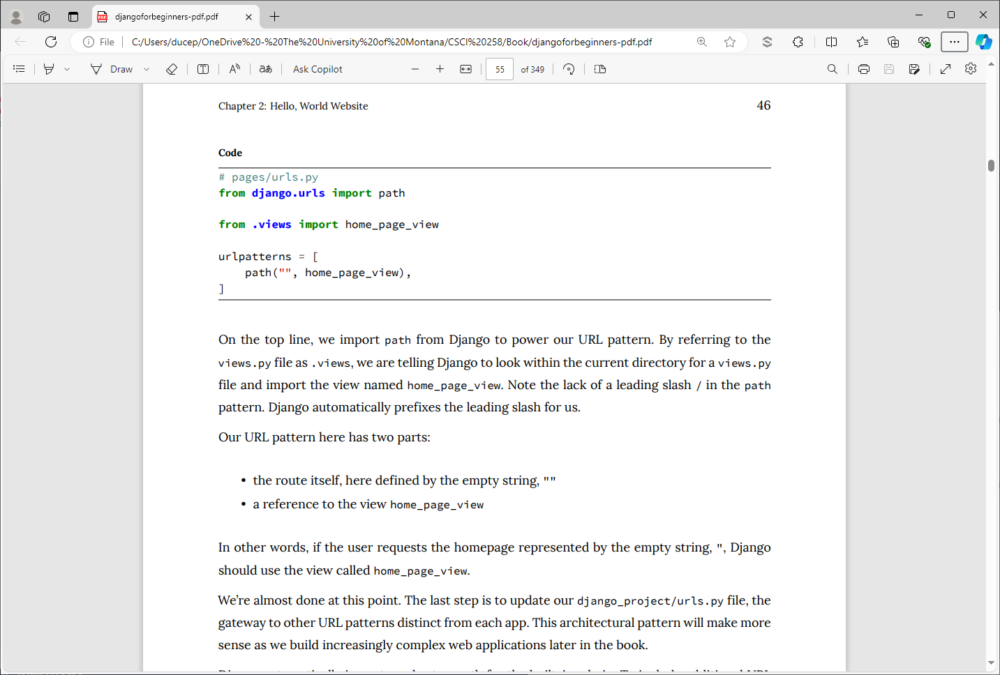 djangoforbeginners-pdf.pdf
File C:/Users/ducep/OneDrive%20-%20The%20University%20of%20Montana/CSCI%20258/Book/djangoforbeginners-pdf.pdf
Draw Ask Copilot 55 of 349
Chapter 2: Hello, World Website 46
Code
# pages/urls.py
from django.urls import path
from .views import home_page_view
urlpatterns = [
path("", home_page_view),
]
On the top line, we import path from Django to power our URL pattern. By referring to the
views.py file as .views, we are telling Django to look within the current directory for a views.py
file and import the view named home_page_view. Note the lack of a leading slash / in the path
pattern. Django automatically prefixes the leading slash for us.
Our URL pattern here has two parts:
• the route itself, here defined by the empty string, ""
• a reference to the view home_page_view
In other words, if the user requests the homepage represented by the empty string, ", Django
should use the view called home_page_view.
We're almost done at this point. The last step is to update our django_project/urls.py file, the
gateway to other URL patterns distinct from each app. This architectural pattern will make more
sense as we build increasingly complex web applications later in the book.